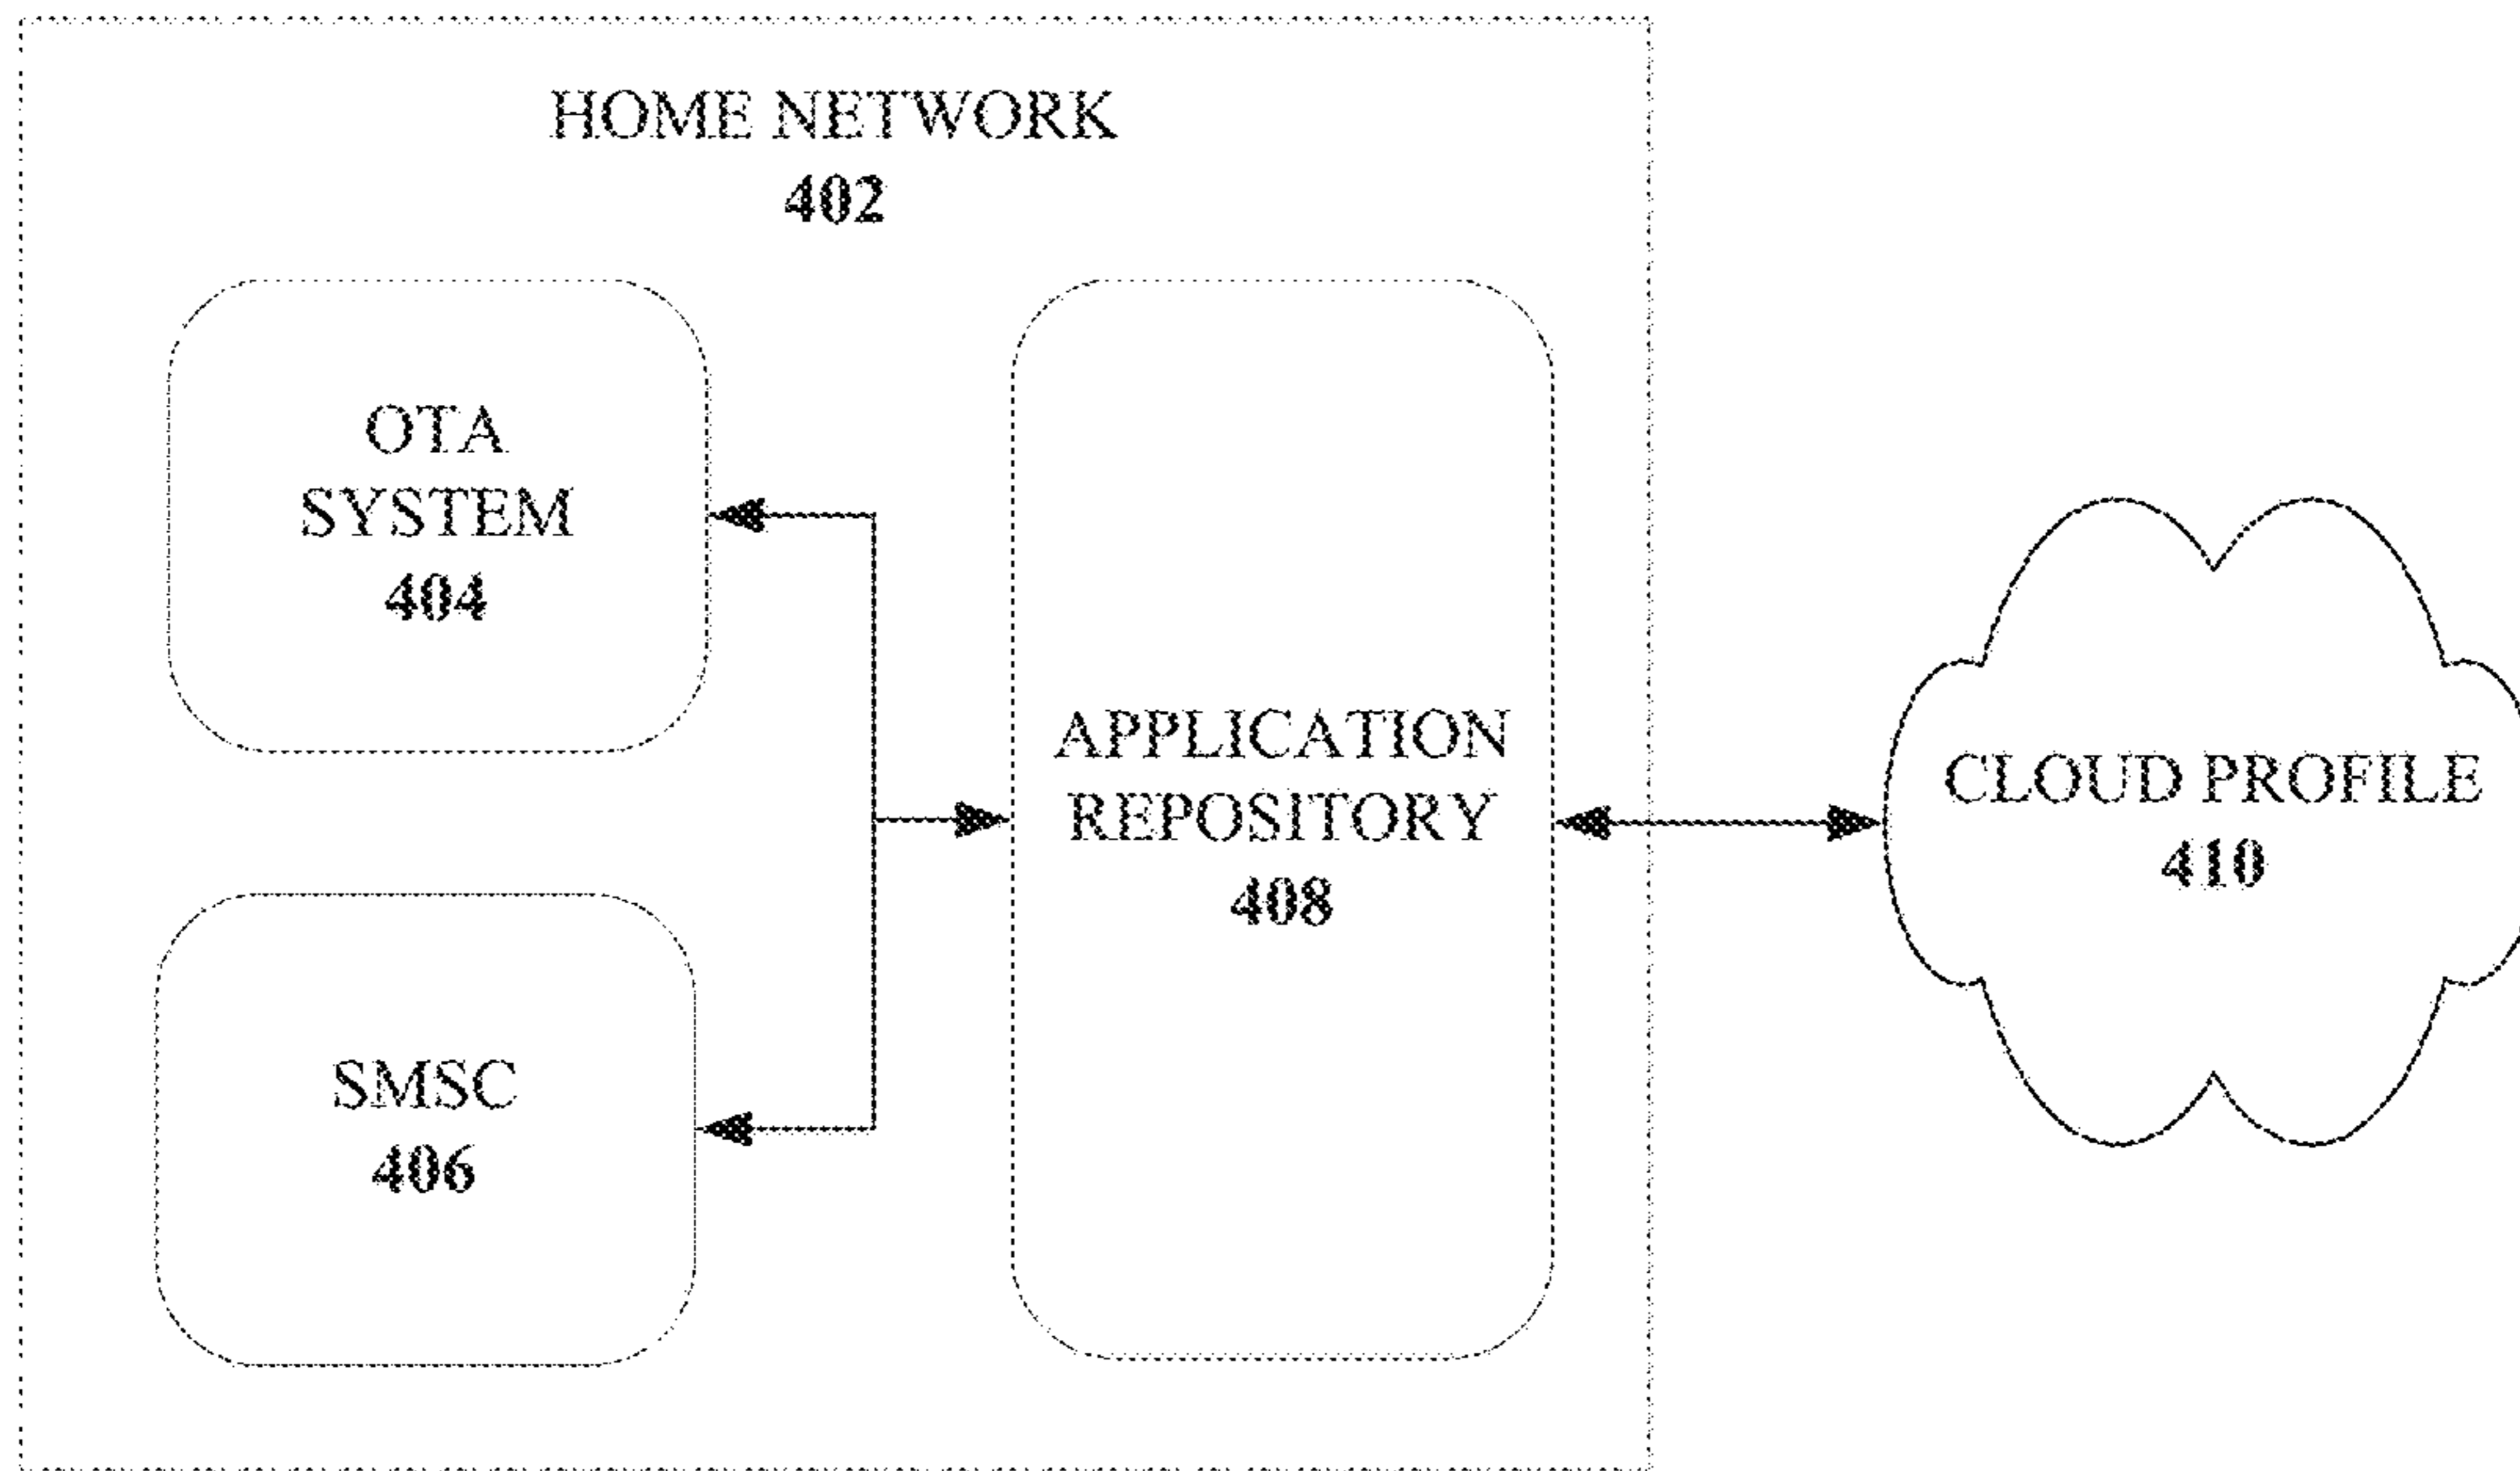 HOME NETWORK
402
OTA
SYSTEM
404
SMSC
406
APPLICATION
REPOSITORY
408
CLOUD PROFILE
410